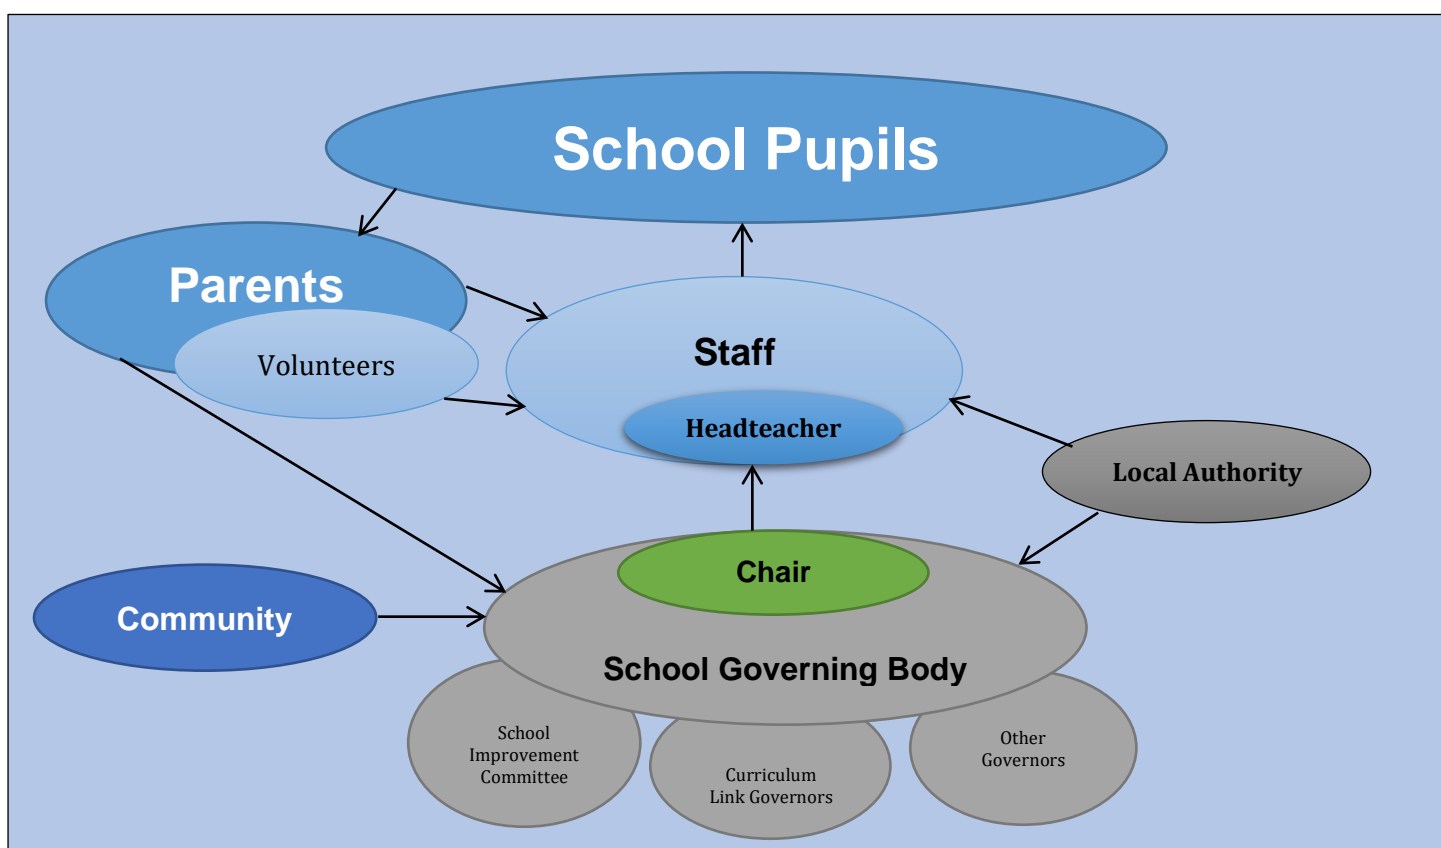 School Pupils
Parents
Volunteers
Staff
Headteacher
Local Authority
Chair
Community
School Governing Body
School
Improvement
Committee
Curriculum
Link Governors
Other
Governors